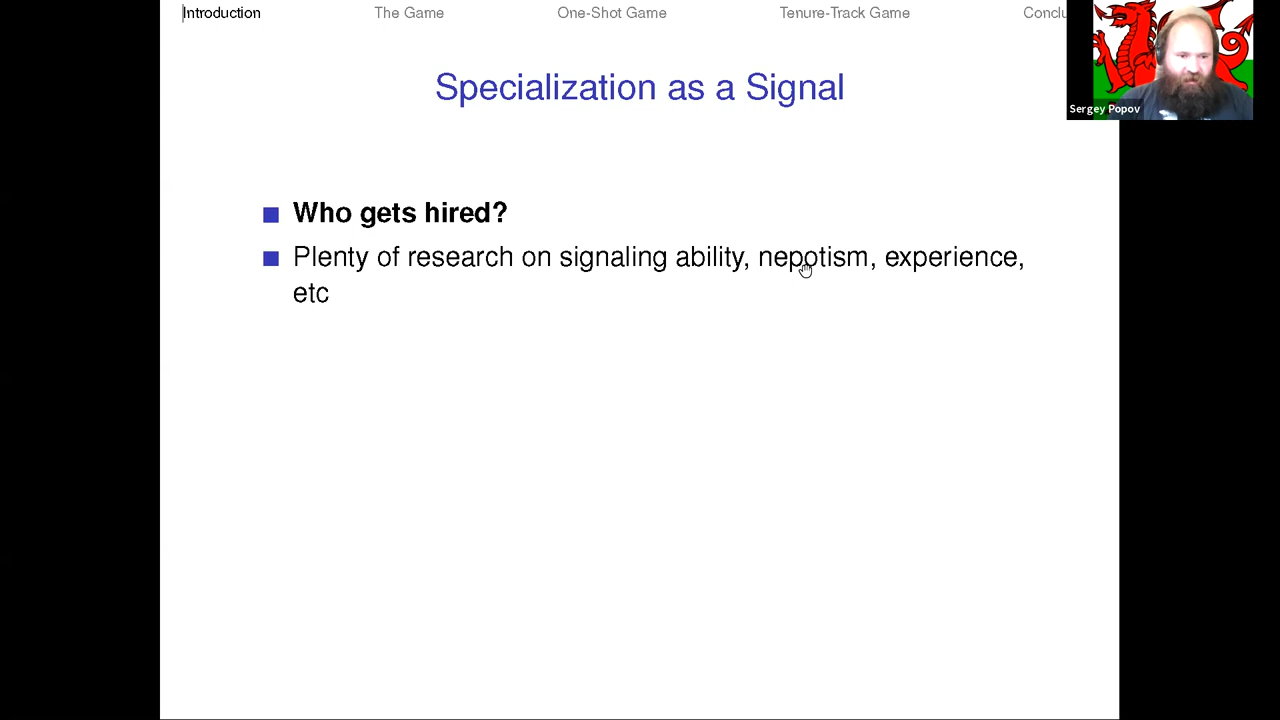 Introduction The Game One-Shot Game Tenure-Track Game Conclu
Sergey Popov
Specialization as a Signal
Who gets hired?
Plenty of research on signaling ability, nepotism, experience,
etc